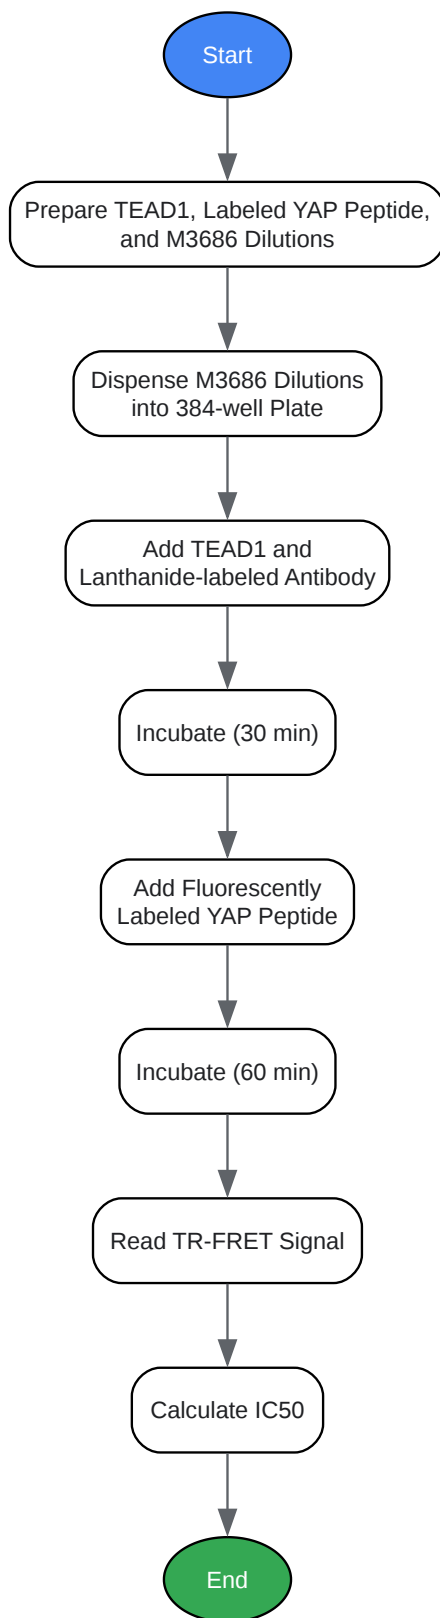 Start
Prepare TEAD1, Labeled YAP Peptide,
and M3686 Dilutions
Dispense M3686 Dilutions
into 384-well Plate
Add TEAD1 and
Lanthanide-labeled Antibody
Incubate (30 min)
Add Fluorescently
Labeled YAP Peptide
Incubate (60 min)
Read TR-FRET Signal
Calculate IC50
End